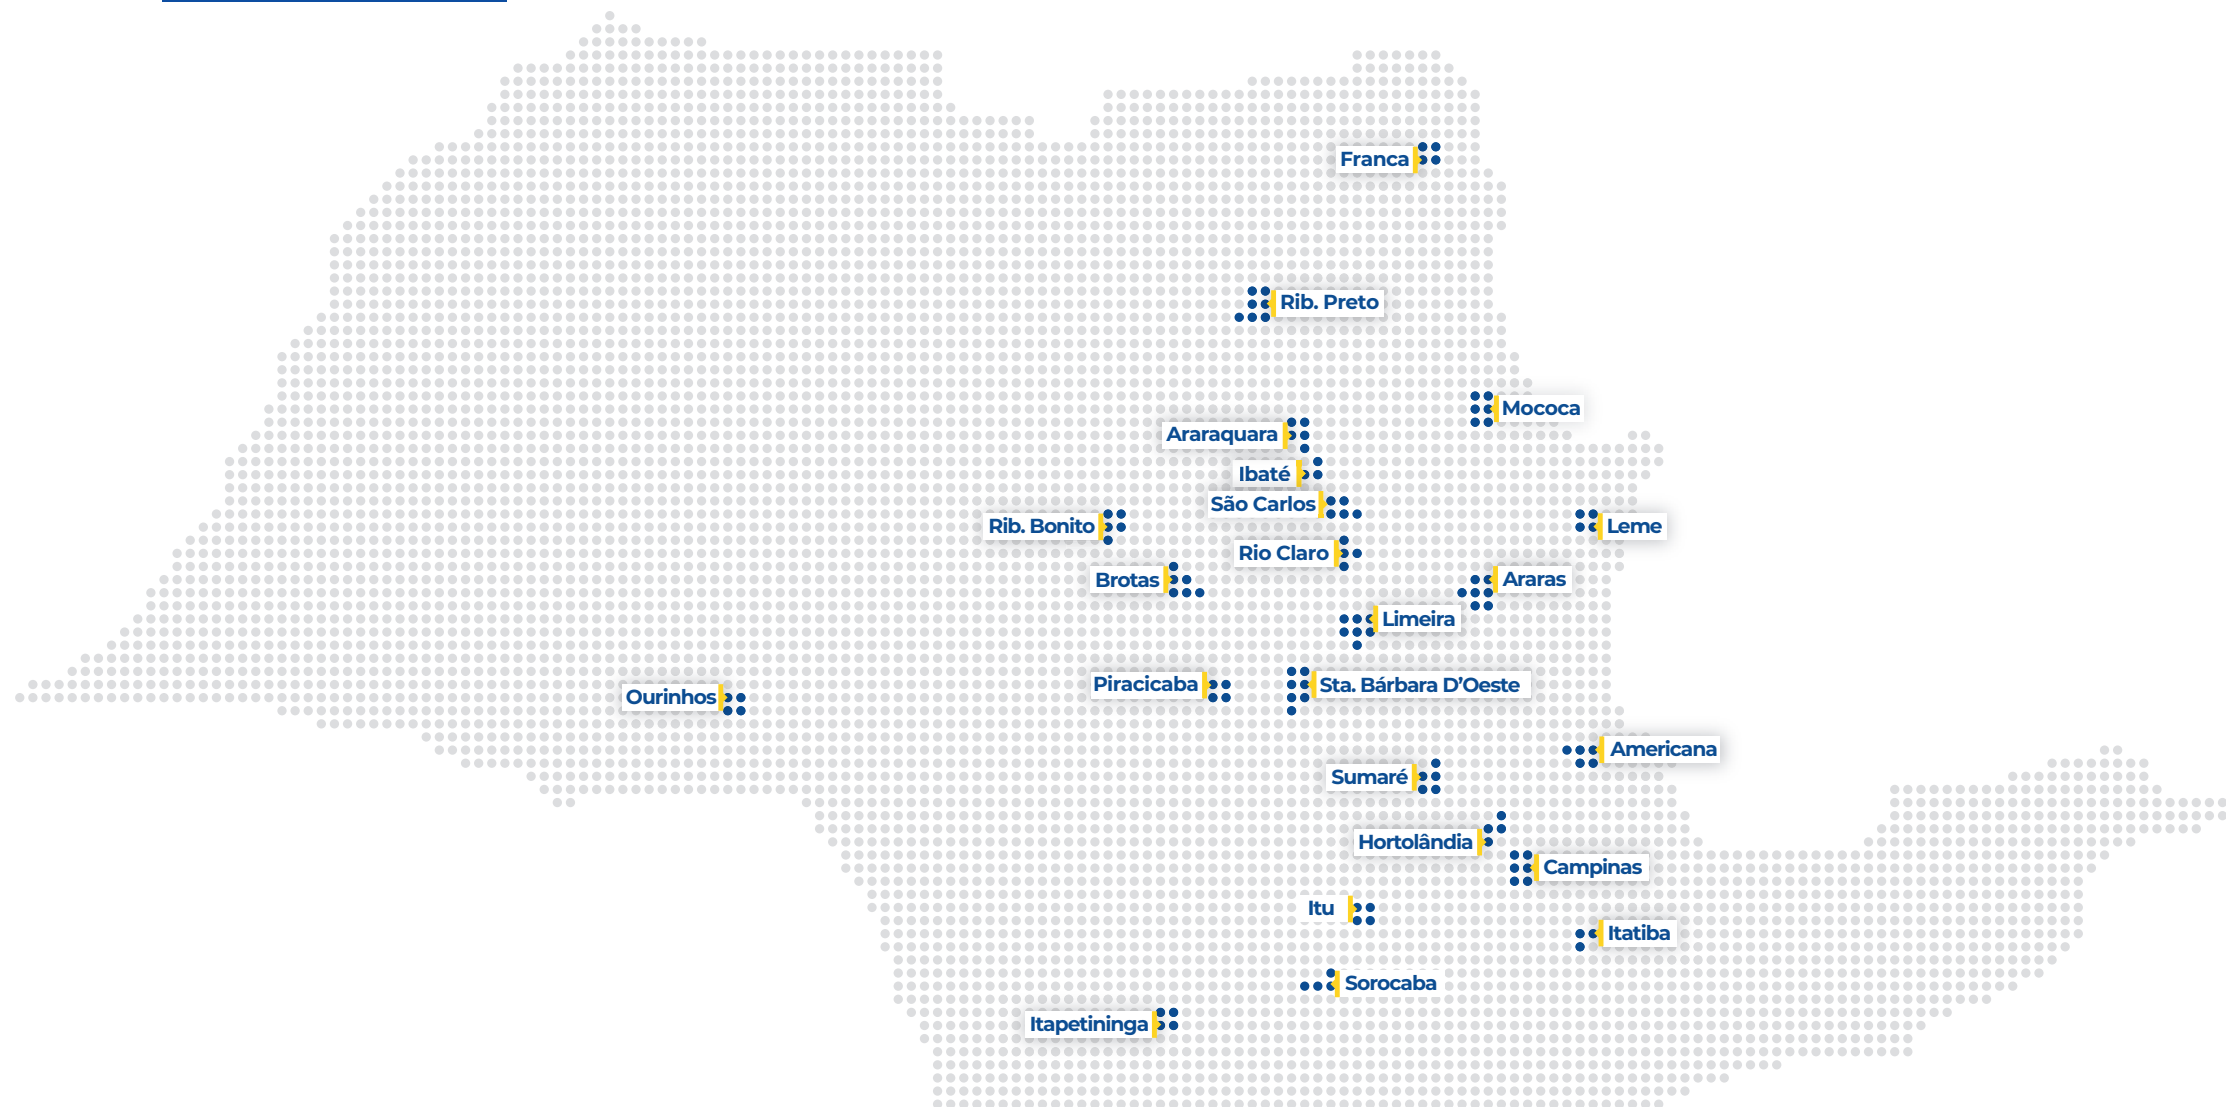 Franca
Rib. Preto
Mococa
Araraquara
Ibaté
São Carlos
Rib. Bonito
Leme
Rio Claro
Brotas
Araras
Limeira
Piracicaba
Sta. Bárbara D’Oeste
Ourinhos
Americana
Sumaré
Hortolândia
Campinas
Itu
Itatiba
Sorocaba
Itapetininga